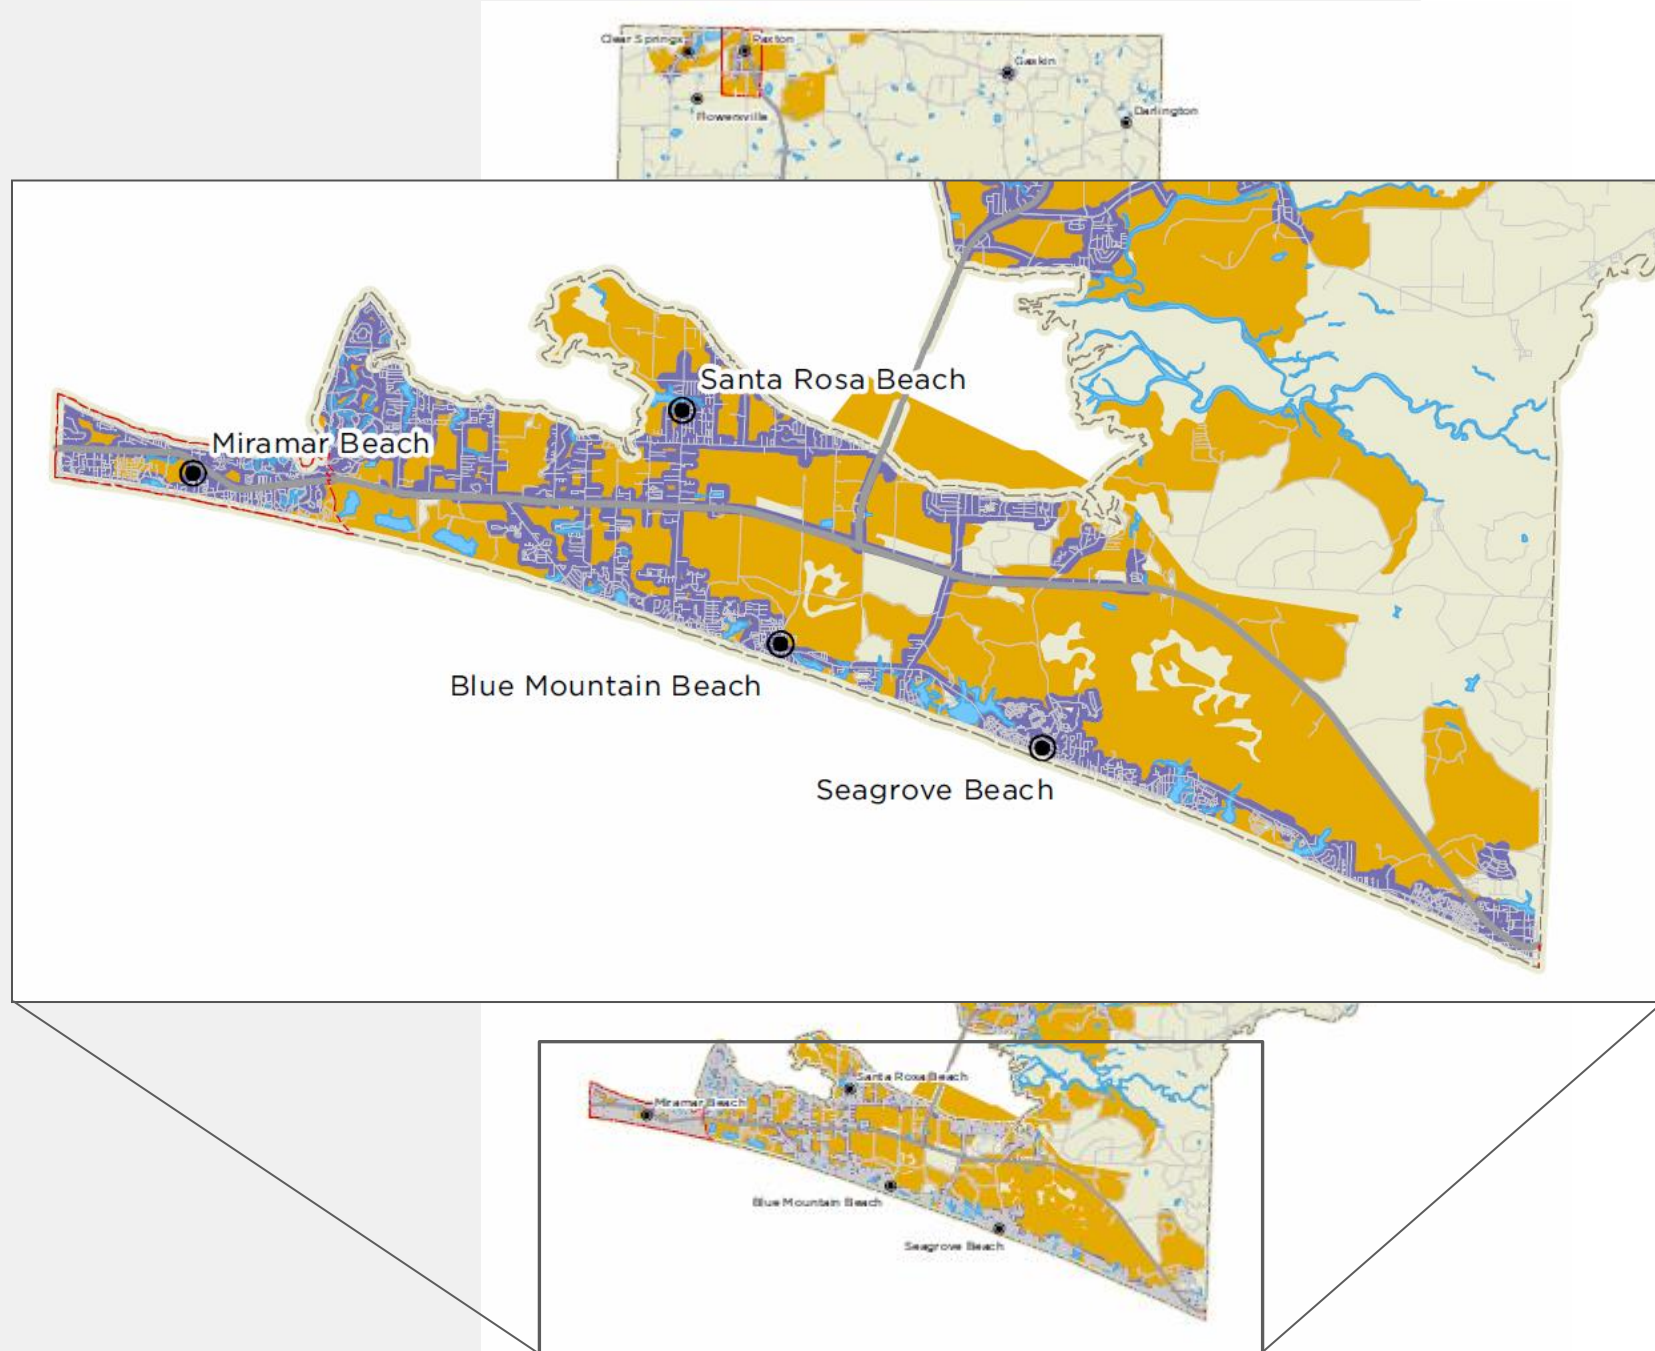 Clear Springs
Paxton
Gaskin
Darlington
Flowersville
Santa Rosa Beach
Miramar Beach
Blue Mountain Beach
Seagrove Beach
Santa Rosa Beach
Miramar Beach
Blue Mountain Beach
Seagrove Beach